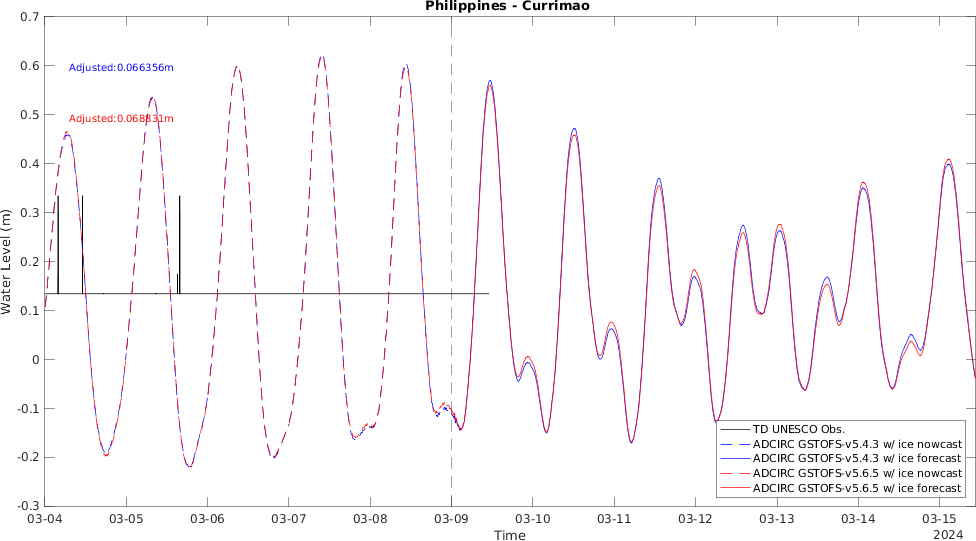 Philippines - Currimao
0.7
0.6
0.5
0.4
0.3
0.2
0.1
0
-0.1
-0.2
-0.3
Water Level (m)
Adjusted:0.066356m
Adjusted:0.068831m
TD UNESCO Obs.
ADCIRC GSTOFS-v5.4.3 w/ ice nowcast
ADCIRC GSTOFS-v5.4.3 w/ ice forecast
ADCIRC GSTOFS-v5.6.5 w/ ice nowcast
ADCIRC GSTOFS-v5.6.5 w/ ice forecast
03-04 03-05 03-06 03-07 03-08 03-09 03-10 03-11 03-12 03-13 03-14 03-15
Time
2024